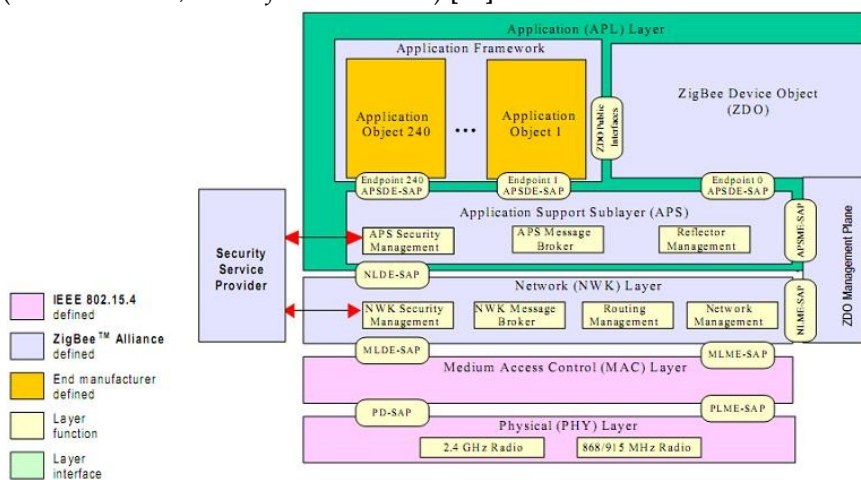 Application (APL) Layer
Application Framework
ZigBee Device Object
(ZDO)
Application
Object 240
...
Application
Object 1
ZDO Public
Interfaces
Endpoint 240
APSDE-SAP
Endpoint 1
APSDE-SAP
Endpoint 0
APSDE-SAP
Application Support Sublayer (APS)
APS Security
Management
APS Message
Broker
Reflector
Management
APSME-SAP
ZDO Management Plane
Security
Service
Provider
NLDE-SAP
Network (NWK) Layer
NWK Security
Management
NWK Message
Broker
Routing
Management
Network
Management
NLME-SAP
MLDE-SAP
MLME-SAP
Medium Access Control (MAC) Layer
PD-SAP
PLME-SAP
Physical (PHY) Layer
2.4 GHz Radio
868/915 MHz Radio
IEEE 802.15.4
defined
ZigBee™ Alliance
defined
End manufacturer
defined
Layer
function
Layer
interface